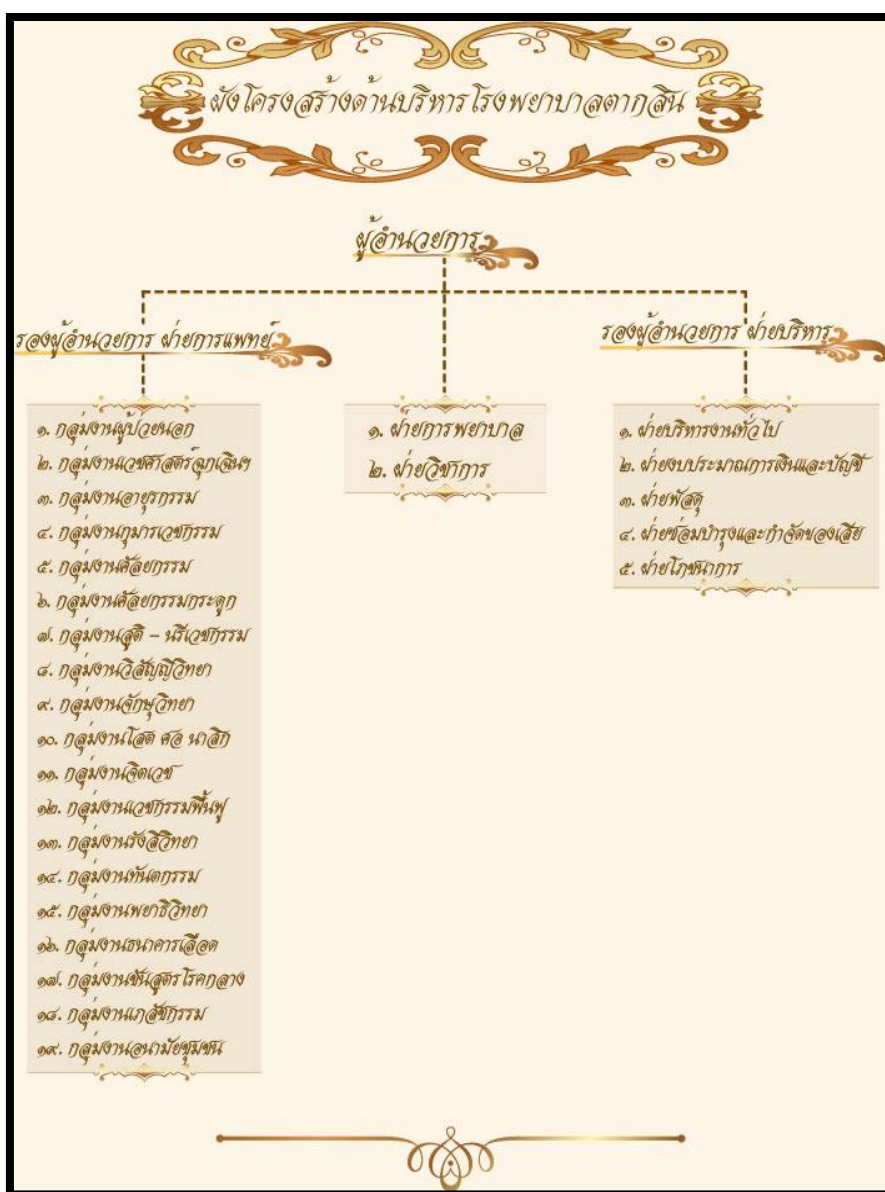 ผังโครงสร้างด้านบริหารโรงพยาบาลตากสิน
ผู้อำนวยการ
รองผู้อำนวยการ ฝ่ายการแพทย์
๑. กลุ่มงานผู้ป่วยนอก
๒. กลุ่มงานเวชศาสตร์ฉุกเฉินฯ
๓. กลุ่มงานอายุรกรรม
๔. กลุ่มงานกุมารเวชกรรม
๕. กลุ่มงานศัลยกรรม
๖. กลุ่มงานศัลยกรรมกระดูก
๗. กลุ่มงานสูติ – นรีเวชกรรม
๘. กลุ่มงานวิสัญญีวิทยา
๙. กลุ่มงานจักษุวิทยา
๑๐. กลุ่มงานโสต ศอ นาสิก
๑๑. กลุ่มงานจิตเวช
๑๒. กลุ่มงานเวชกรรมฟื้นฟู
๑๓. กลุ่มงานรังสีวิทยา
๑๔. กลุ่มงานทันตกรรม
๑๕. กลุ่มงานพยาธิวิทยา
๑๖. กลุ่มงานธนาคารเลือด
๑๗. กลุ่มงานชันสูตรโรคกลาง
๑๘. กลุ่มงานเภสัชกรรม
๑๙. กลุ่มงานอนามัยชุมชน
๑. ฝ่ายการพยาบาล
๒. ฝ่ายวิชาการ
รองผู้อำนวยการ ฝ่ายบริหาร
๑. ฝ่ายบริหารงานทั่วไป
๒. ฝ่ายงบประมาณการเงินและบัญชี
๓. ฝ่ายพัสดุ
๔. ฝ่ายซ่อมบำรุงและกำจัดของเสีย
๕. ฝ่ายโภชนาการ